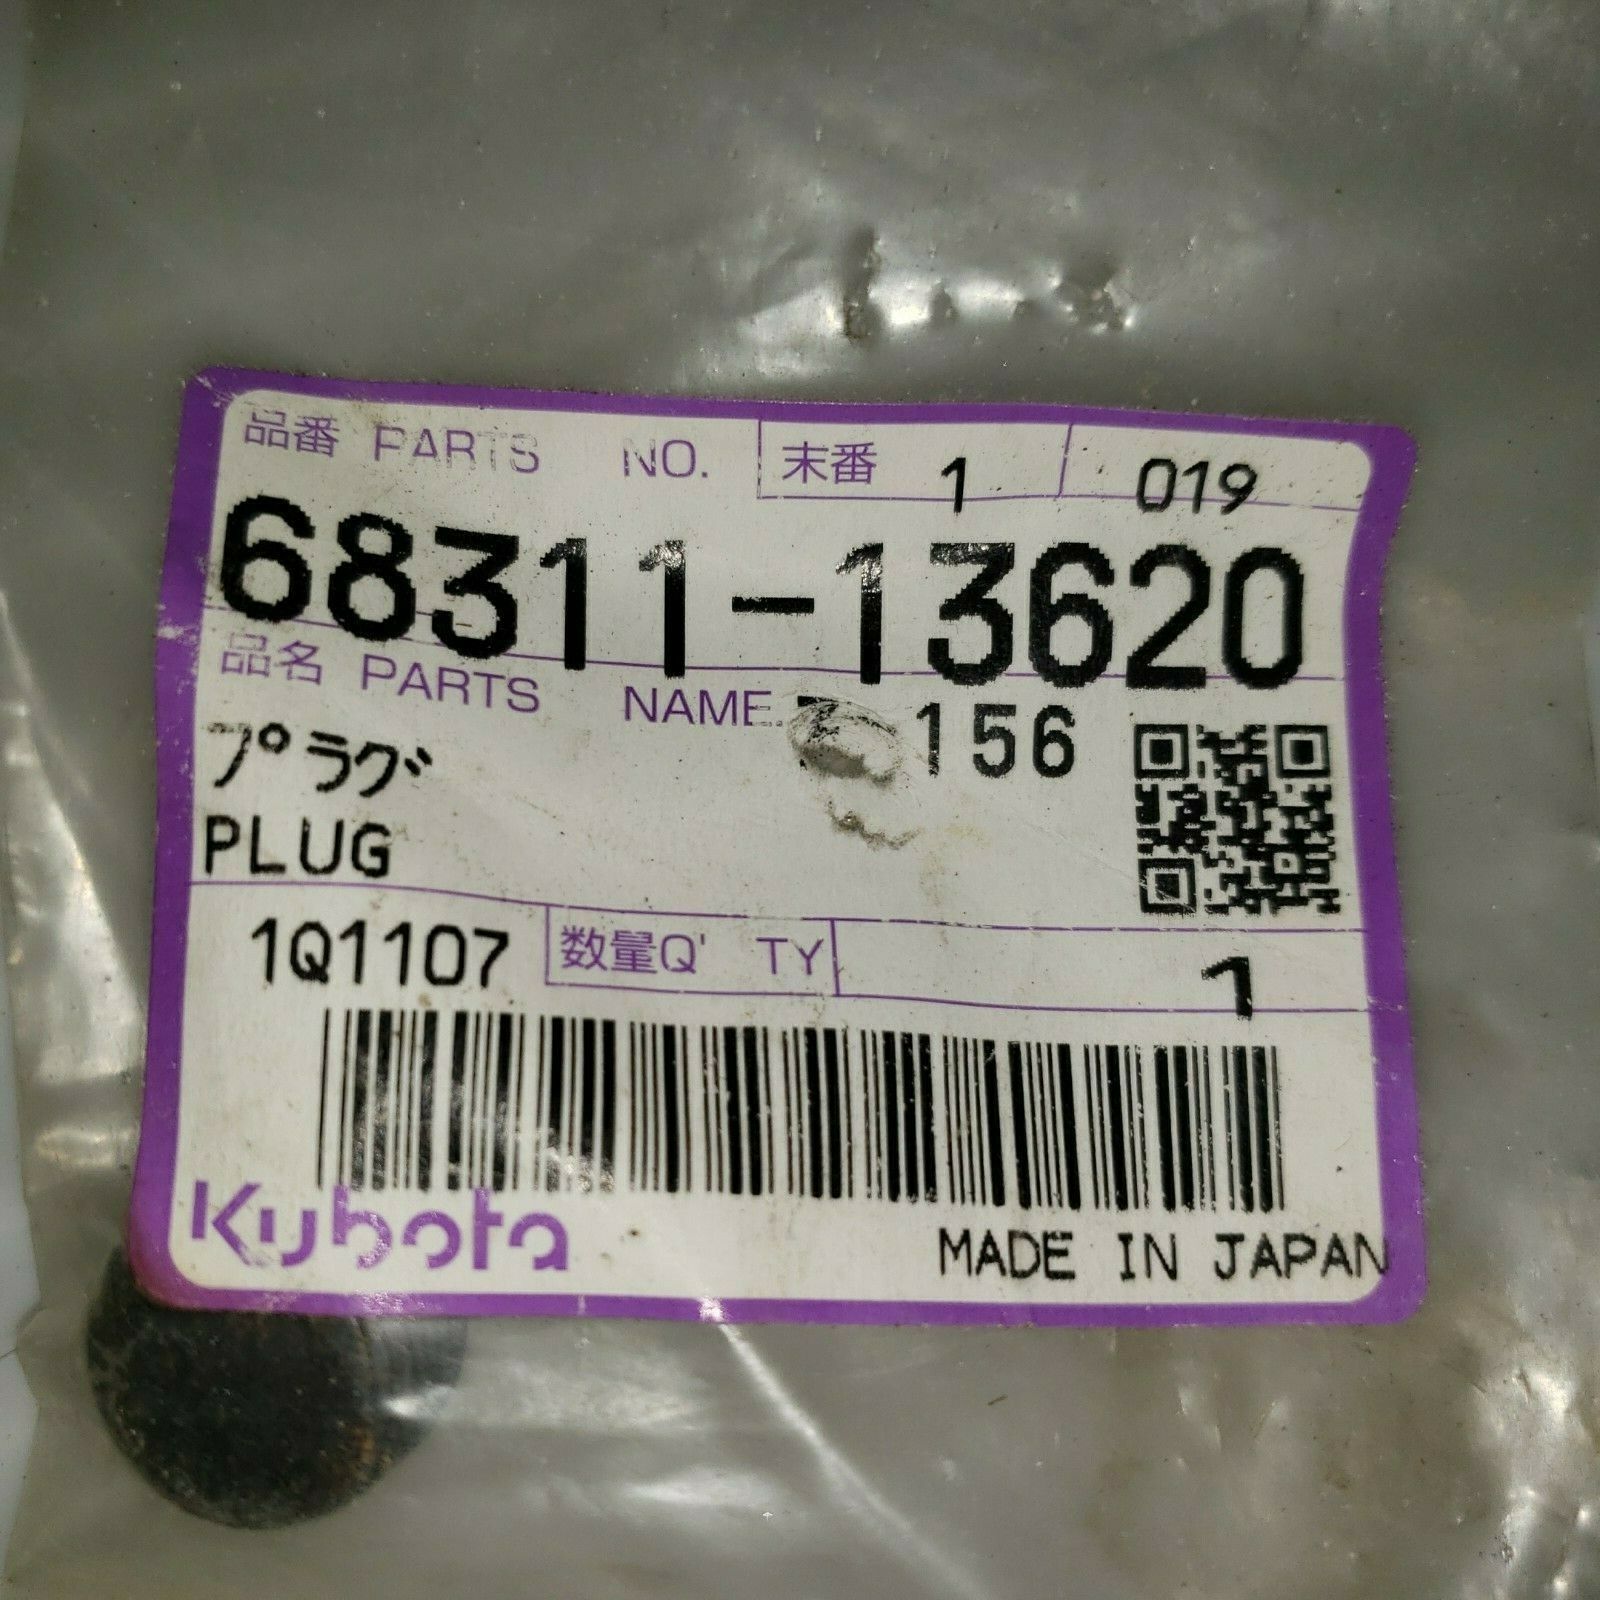 品番 PARTS NO. 末番 1 019
68311-13620
品名 PARTS NAME. 156
プラグ
PLUG
1Q1107 数量Q'TY 1
Kubota
MADE IN JAPAN